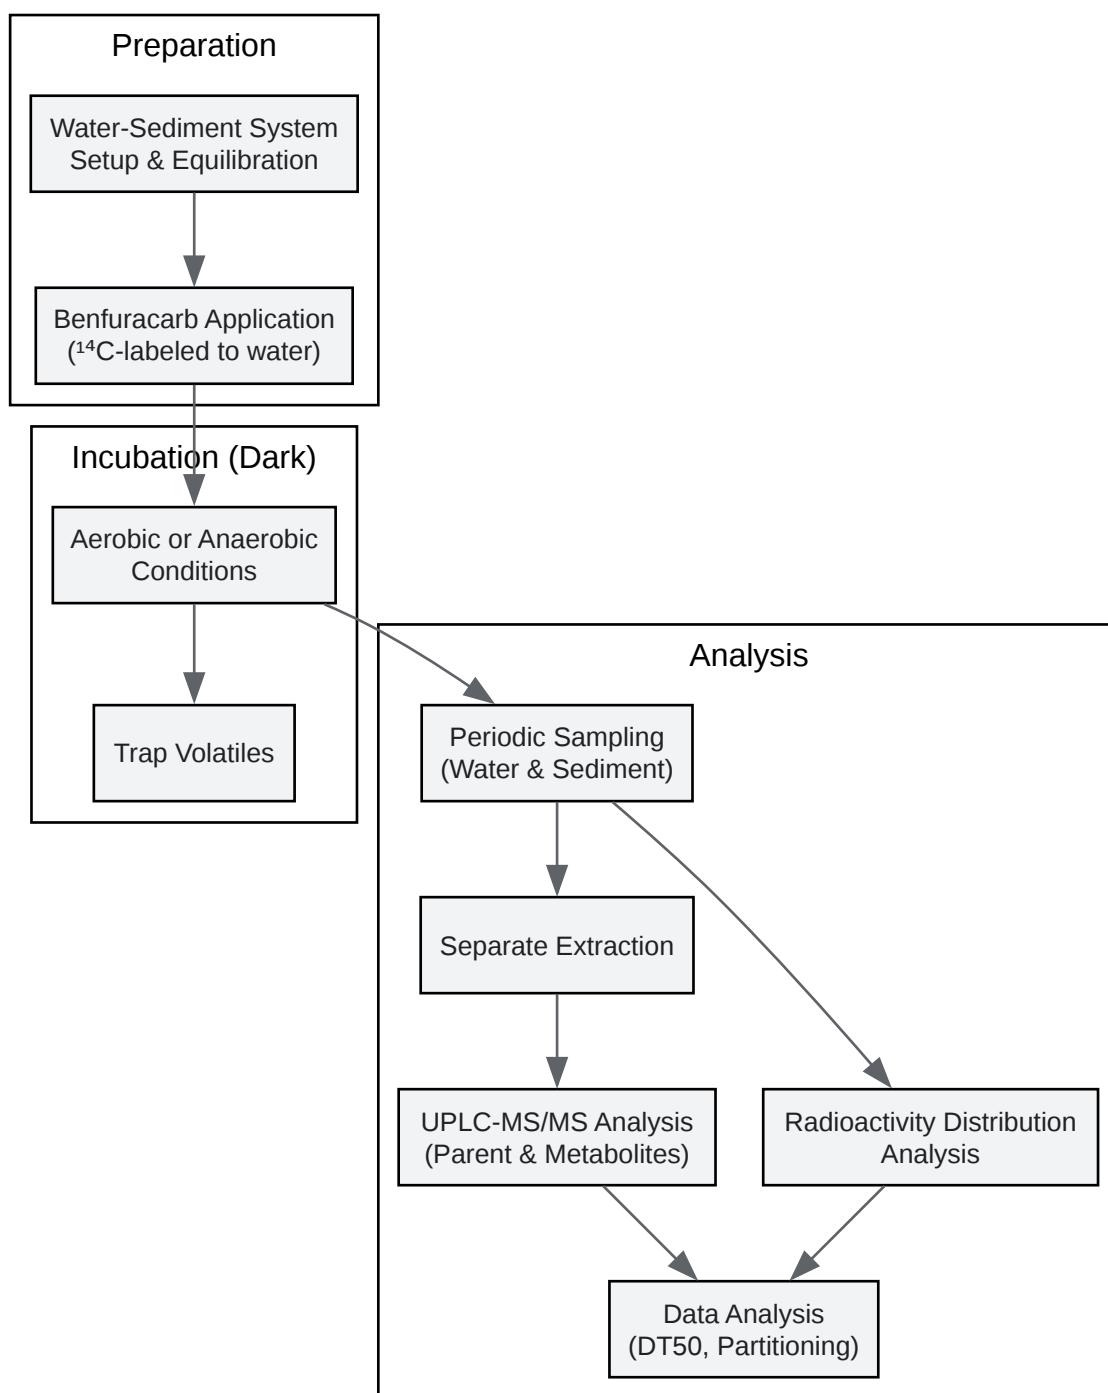 Preparation
Water-Sediment System
Setup & Equilibration
Benfuracarb Application
(¹⁴C-labeled to water)
Incubation (Dark)
Aerobic or Anaerobic
Conditions
Trap Volatiles
Analysis
Periodic Sampling
(Water & Sediment)
Separate Extraction
UPLC-MS/MS Analysis
(Parent & Metabolites)
Radioactivity Distribution
Analysis
Data Analysis
(DT50, Partitioning)